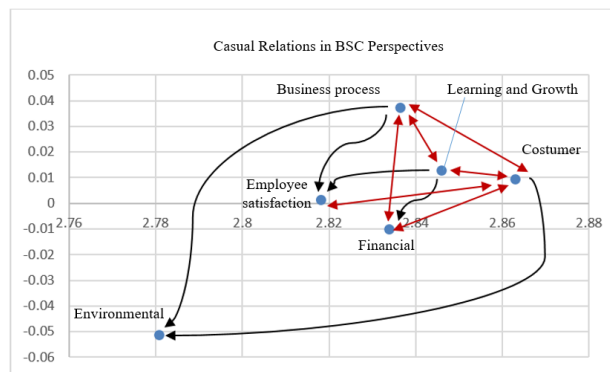 Casual Relations in BSC Perspectives
0.05
Business process
Learning and Growth
0.04
0.03
0.02
Costumer
0.01
Employee
satisfaction
0
2.76
2.78
2.8
2.82
2.84
2.86
2.88
-0.01
Financial
-0.02
-0.03
-0.04
Environmental
-0.05
-0.06